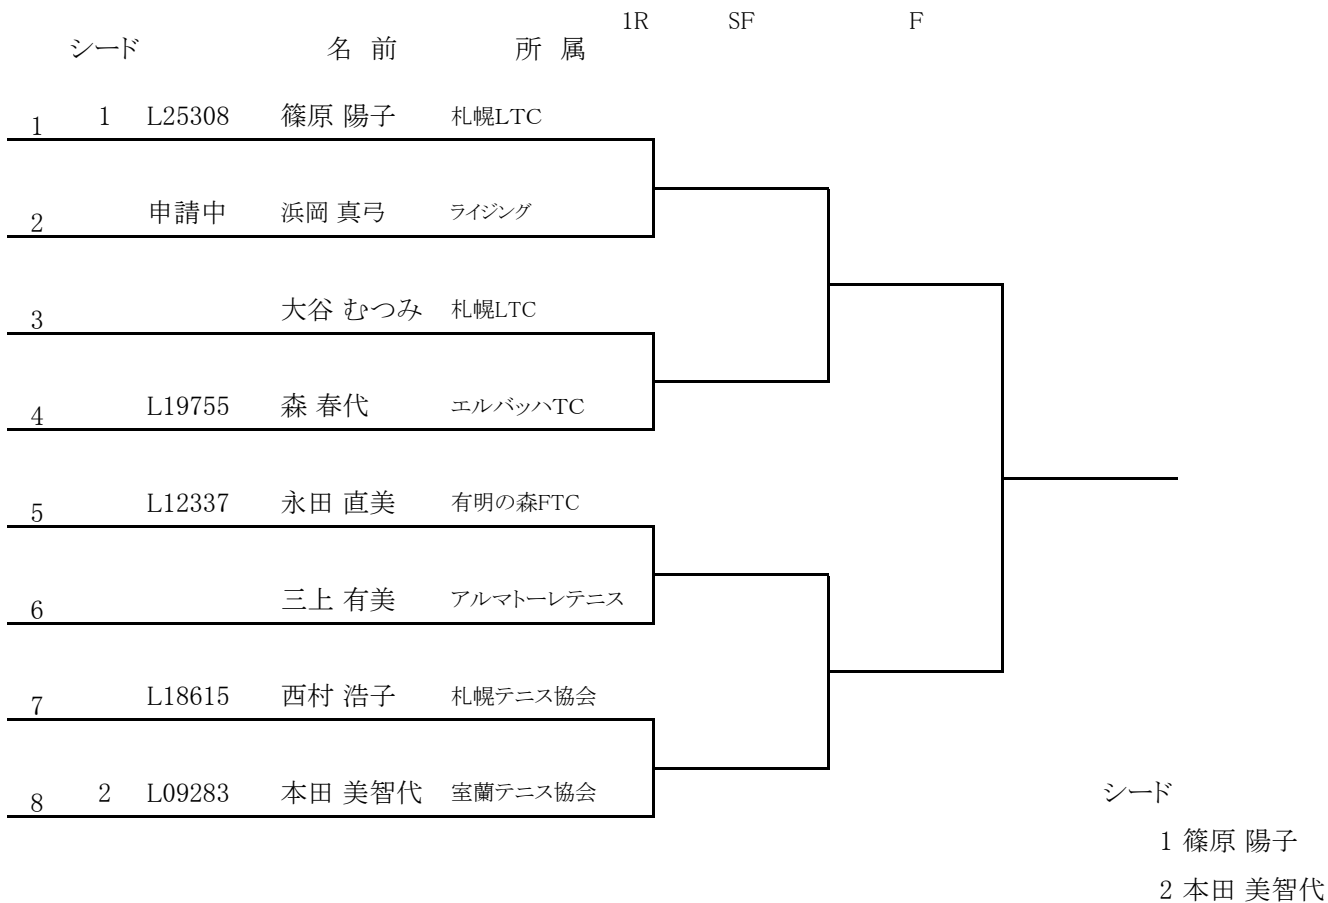 1R SF F
シード 名 前 所 属
1 1 L25308 篠原 陽子 札幌LTC
2 申請中 浜岡 真弓 ライジング
3 大谷 むつみ 札幌LTC
4 L19755 森 春代 エルバッハTC
5 L12337 永田 直美 有明の森FTC
6 三上 有美 アルマトーレテニス
7 L18615 西村 浩子 札幌テニス協会
8 2 L09283 本田 美智代 室蘭テニス協会
シード
1 篠原 陽子
2 本田 美智代